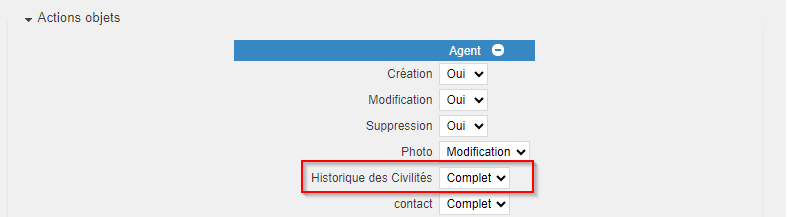 Actions objets
Agent
Création Oui
Modification Oui
Suppression Oui
Photo Modification
Historique des Civilités Complet
contact Complet